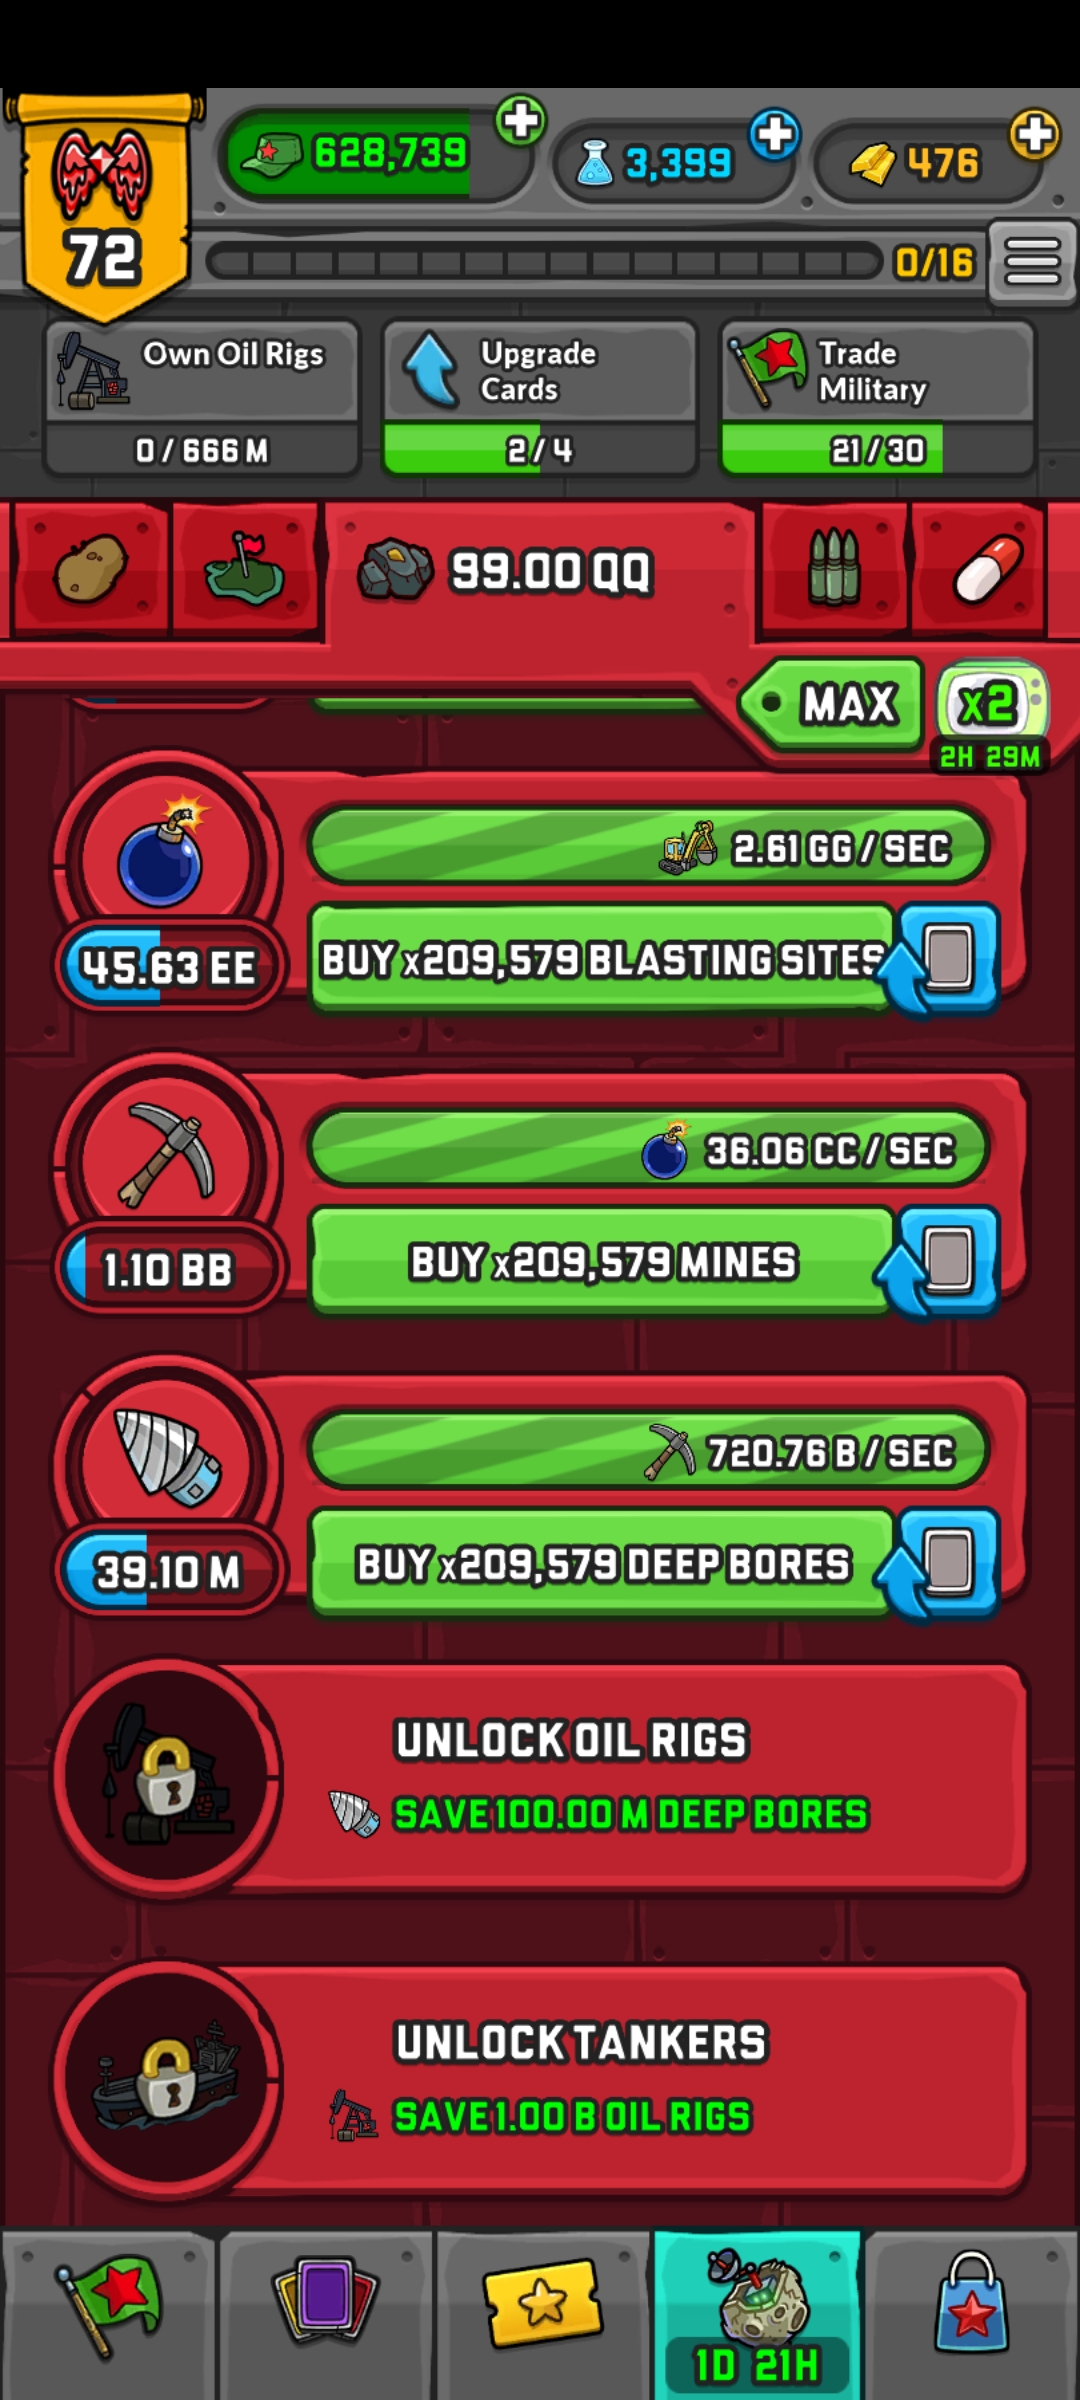 628,739
3,399
476
72
0/16
Own Oil Rigs
0 / 666 M
Upgrade
Cards
2 / 4
Trade
Military
21 / 30
99.00 QQ
MAX
x2
2H 29M
2.61 GG / SEC
45.63 EE
BUY x209,579 BLASTING SITES
36.06 CC / SEC
1.10 BB
BUY x209,579 MINES
720.76 B / SEC
39.10 M
BUY x209,579 DEEP BORES
UNLOCK OIL RIGS
SAVE 100.00 M DEEP BORES
UNLOCK TANKERS
SAVE 1.00 B OIL RIGS
1D 21H